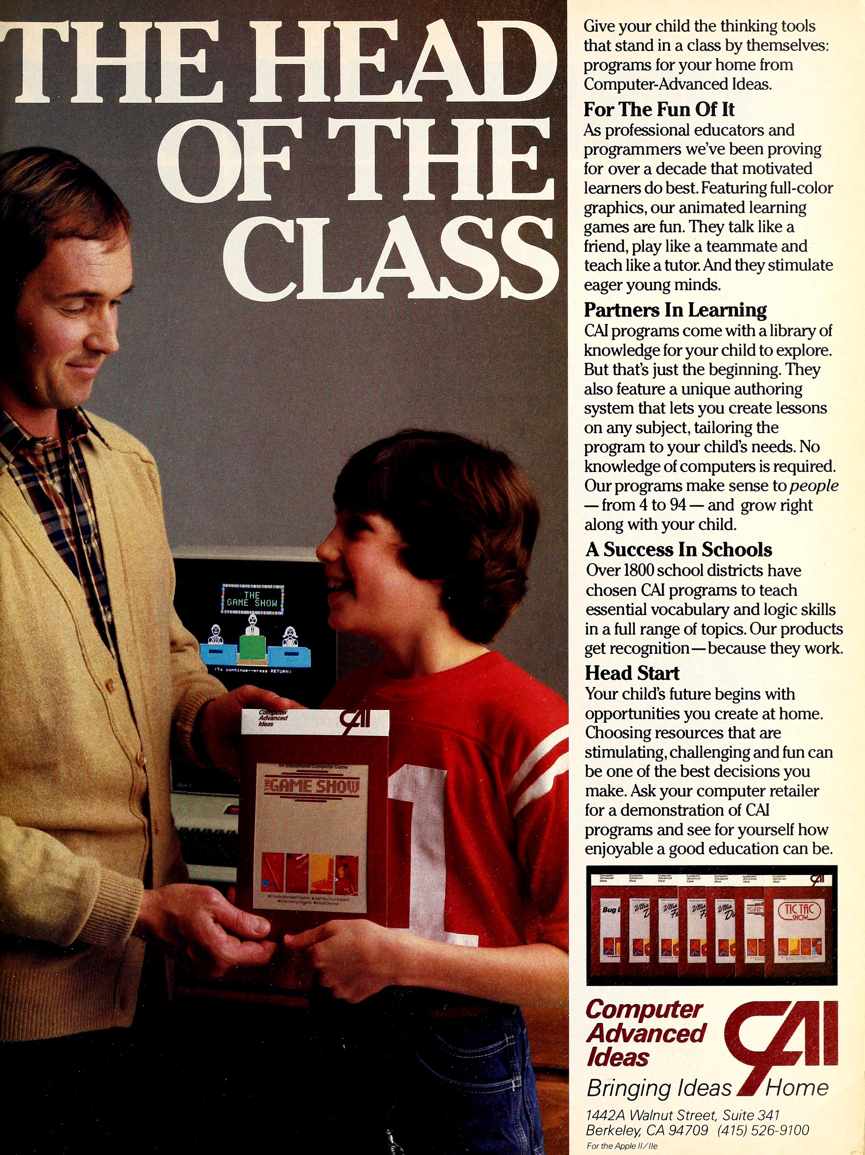 THE HEAD
OF THE
CLASS
Give your child the thinking tools
that stand in a class by themselves:
programs for your home from
Computer-Advanced Ideas.
For The Fun Of It
As professional educators and
programmers we've been proving
for over a decade that motivated
learners do best. Featuring full-color
graphics, our animated learning
games are fun. They talk like a
friend, play like a teammate and
teach like a tutor. And they stimulate
eager young minds.
Partners In Learning
CAI programs come with a library of
knowledge for your child to explore.
But that's just the beginning. They
also feature a unique authoring
system that lets you create lessons
on any subject, tailoring the
program to your child's needs. No
knowledge of computers is required.
Our programs make sense to people
— from 4 to 94 — and grow right
along with your child.
A Success In Schools
Over 1800 school districts have
chosen CAI programs to teach
essential vocabulary and logic skills
in a full range of topics. Our products
get recognition — because they work.
Head Start
Your child's future begins with
opportunities you create at home.
Choosing resources that are
stimulating, challenging and fun can
be one of the best decisions you
make. Ask your computer retailer
for a demonstration of CAI
programs and see for yourself how
enjoyable a good education can be.
THE
GAME SHOW
(To continue--press RETURN)
Computer
Advanced
Ideas
CAI
An Educational Computer Game
THE GAME SHOW
1
CAI
Bug
TIC TAC
SHOW
Computer
Advanced
Ideas
CAI
Bringing Ideas Home
1442A Walnut Street, Suite 341
Berkeley, CA 94709 (415) 526-9100
For the Apple II/IIe